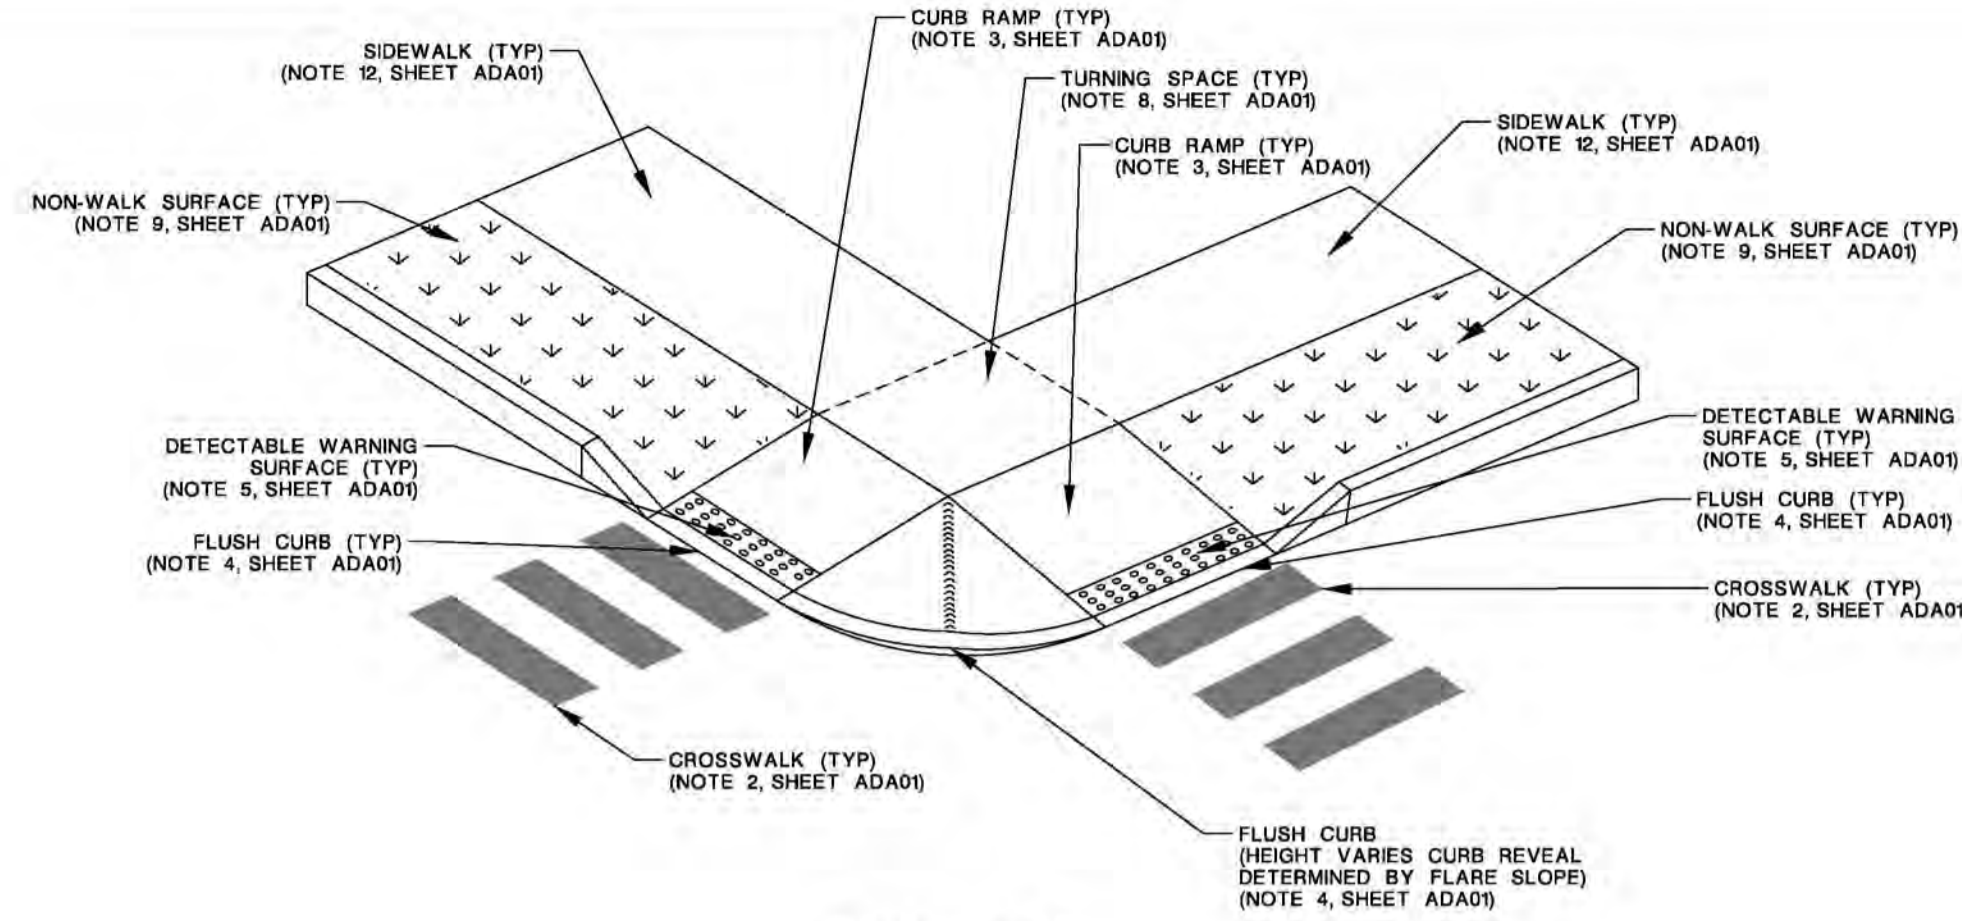 CURB RAMP (TYP)
(NOTE 3, SHEET ADA01)
SIDEWALK (TYP)
(NOTE 12, SHEET ADA01)
TURNING SPACE (TYP)
(NOTE 8, SHEET ADA01)
SIDEWALK (TYP)
(NOTE 12, SHEET ADA01)
CURB RAMP (TYP)
(NOTE 3, SHEET ADA01)
NON-WALK SURFACE (TYP)
(NOTE 9, SHEET ADA01)
NON-WALK SURFACE (TYP)
(NOTE 9, SHEET ADA01)
DETECTABLE WARNING
SURFACE (TYP)
(NOTE 5, SHEET ADA01)
DETECTABLE WARNING
SURFACE (TYP)
(NOTE 5, SHEET ADA01)
FLUSH CURB (TYP)
(NOTE 4, SHEET ADA01)
FLUSH CURB (TYP)
(NOTE 4, SHEET ADA01)
CROSSWALK (TYP)
(NOTE 2, SHEET ADA01
CROSSWALK (TYP)
(NOTE 2, SHEET ADA01)
FLUSH CURB
(HEIGHT VARIES CURB REVEAL
DETERMINED BY FLARE SLOPE)
(NOTE 4, SHEET ADA01)